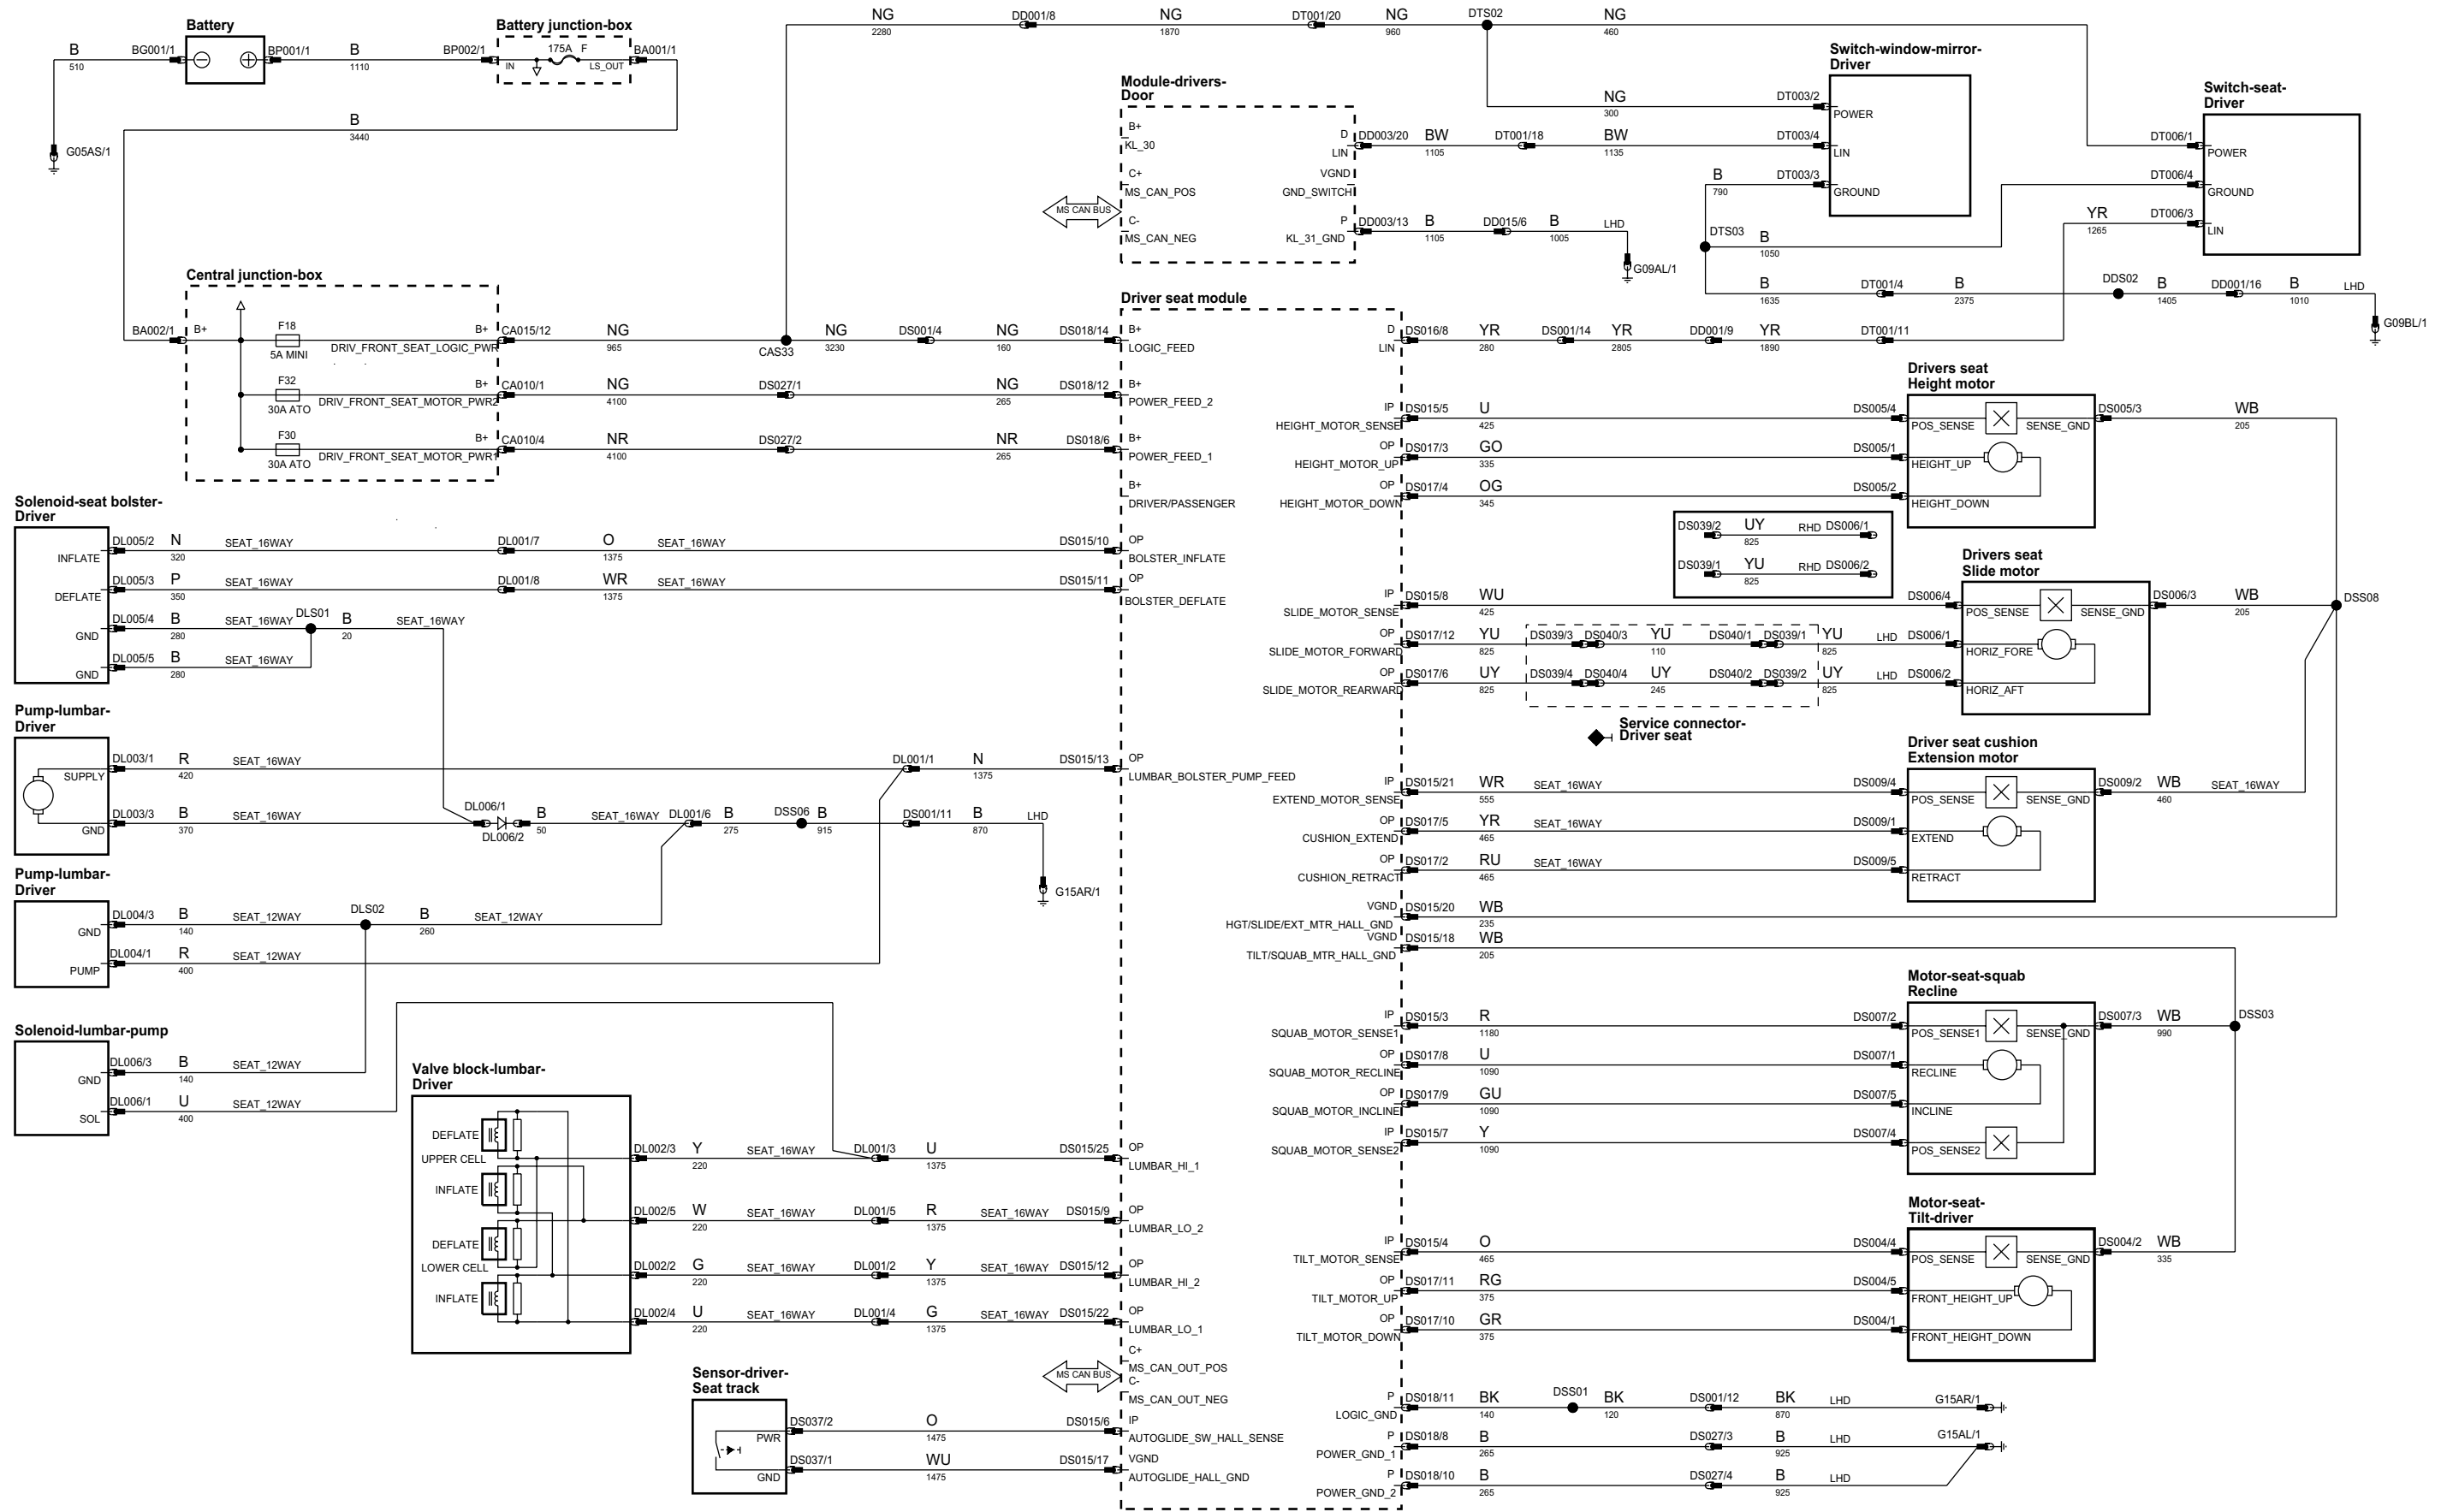 NG
2280
DD001/8
NG
1870
DT001/20
NG
960
DTS02
NG
460
Battery
B
510
BG001/1
BP001/1
B
1110
BP002/1
Battery junction-box
175A F
IN
LS_OUT
BA001/1
B
3440
G05AS/1
Module-drivers-
Door
B+
KL_30
C+
MS_CAN_POS
C-
MS_CAN_NEG
MS CAN BUS
D
LIN
VGND
GND_SWITCH
P
KL_31_GND
DD003/20
BW
1105
DT001/18
BW
1135
DD003/13
B
1105
DD015/6
B
1005
LHD
G09AL/1
Switch-window-mirror-
Driver
NG
300
DT003/2
POWER
DT003/4
LIN
B
790
DT003/3
GROUND
Switch-seat-
Driver
DT006/1
POWER
DT006/4
GROUND
YR
1265
DT006/3
LIN
DTS03
B
1050
B
1635
DT001/4
B
2375
DDS02
B
1405
DD001/16
B
1010
LHD
G09BL/1
Central junction-box
BA002/1
B+
F18
5A MINI
B+
DRIV_FRONT_SEAT_LOGIC_PWR
CA015/12
NG
965
CAS33
NG
3230
DS001/4
NG
160
DS018/14
F32
30A ATO
B+
DRIV_FRONT_SEAT_MOTOR_PWR2
CA010/1
NG
4100
DS027/1
NG
265
DS018/12
F30
30A ATO
B+
DRIV_FRONT_SEAT_MOTOR_PWR1
CA010/4
NR
4100
DS027/2
NR
265
DS018/6
Driver seat module
B+
LOGIC_FEED
B+
POWER_FEED_2
B+
POWER_FEED_1
B+
DRIVER/PASSENGER
D
LIN
DS016/8
YR
280
DS001/14
YR
2805
DD001/9
YR
1890
DT001/11
Drivers seat
Height motor
IP
HEIGHT_MOTOR_SENSE
DS015/5
U
425
DS005/4
POS_SENSE
SENSE_GND
DS005/3
WB
205
OP
HEIGHT_MOTOR_UP
DS017/3
GO
335
DS005/1
HEIGHT_UP
OP
HEIGHT_MOTOR_DOWN
DS017/4
OG
345
DS005/2
HEIGHT_DOWN
Solenoid-seat bolster-
Driver
INFLATE
DL005/2
N
320
SEAT_16WAY
DL001/7
O
1375
SEAT_16WAY
DS015/10
OP
BOLSTER_INFLATE
DEFLATE
DL005/3
P
350
SEAT_16WAY
DL001/8
WR
1375
SEAT_16WAY
DS015/11
OP
BOLSTER_DEFLATE
GND
DL005/4
B
280
SEAT_16WAY
DLS01
B
20
SEAT_16WAY
GND
DL005/5
B
280
SEAT_16WAY
DS039/2
UY
825
RHD
DS006/1
DS039/1
YU
825
RHD
DS006/2
Drivers seat
Slide motor
IP
SLIDE_MOTOR_SENSE
DS015/8
WU
425
DS006/4
POS_SENSE
SENSE_GND
DS006/3
WB
205
DSS08
OP
SLIDE_MOTOR_FORWARD
DS017/12
YU
825
DS039/3
DS040/3
YU
110
DS040/1
DS039/1
YU
825
LHD
DS006/1
HORIZ_FORE
OP
SLIDE_MOTOR_REARWARD
DS017/6
UY
825
DS039/4
DS040/4
UY
245
DS040/2
DS039/2
UY
825
LHD
DS006/2
HORIZ_AFT
Service connector-
Driver seat
Pump-lumbar-
Driver
SUPPLY
DL003/1
R
420
SEAT_16WAY
DL001/1
N
1375
DS015/13
OP
LUMBAR_BOLSTER_PUMP_FEED
GND
DL003/3
B
370
SEAT_16WAY
DL006/1
DL006/2
B
50
SEAT_16WAY
DL001/6
B
275
DSS06
B
915
DS001/11
B
870
LHD
G15AR/1
Driver seat cushion
Extension motor
IP
EXTEND_MOTOR_SENSE
DS015/21
WR
555
SEAT_16WAY
DS009/4
POS_SENSE
SENSE_GND
DS009/2
WB
460
SEAT_16WAY
OP
CUSHION_EXTEND
DS017/5
YR
465
SEAT_16WAY
DS009/1
EXTEND
OP
CUSHION_RETRACT
DS017/2
RU
465
SEAT_16WAY
DS009/5
RETRACT
Pump-lumbar-
Driver
GND
DL004/3
B
140
SEAT_12WAY
DLS02
B
260
SEAT_12WAY
PUMP
DL004/1
R
400
SEAT_12WAY
VGND
HGT/SLIDE/EXT_MTR_HALL_GND
DS015/20
WB
235
VGND
TILT/SQUAB_MTR_HALL_GND
DS015/18
WB
205
Solenoid-lumbar-pump
GND
DL006/3
B
140
SEAT_12WAY
SOL
DL006/1
U
400
SEAT_12WAY
Motor-seat-squab
Recline
IP
SQUAB_MOTOR_SENSE1
DS015/3
R
1180
DS007/2
POS_SENSE1
SENSE_GND
DS007/3
WB
990
DSS03
OP
SQUAB_MOTOR_RECLINE
DS017/8
U
1090
DS007/1
RECLINE
OP
SQUAB_MOTOR_INCLINE
DS017/9
GU
1090
DS007/5
INCLINE
IP
SQUAB_MOTOR_SENSE2
DS015/7
Y
1090
DS007/4
POS_SENSE2
Valve block-lumbar-
Driver
DEFLATE
UPPER CELL
INFLATE
DEFLATE
LOWER CELL
INFLATE
DL002/3
Y
220
SEAT_16WAY
DL001/3
U
1375
DS015/25
OP
LUMBAR_HI_1
DL002/5
W
220
SEAT_16WAY
DL001/5
R
1375
SEAT_16WAY
DS015/9
OP
LUMBAR_LO_2
DL002/2
G
220
SEAT_16WAY
DL001/2
Y
1375
SEAT_16WAY
DS015/12
OP
LUMBAR_HI_2
DL002/4
U
220
SEAT_16WAY
DL001/4
G
1375
SEAT_16WAY
DS015/22
OP
LUMBAR_LO_1
Motor-seat-
Tilt-driver
IP
TILT_MOTOR_SENSE
DS015/4
O
465
DS004/4
POS_SENSE
SENSE_GND
DS004/2
WB
335
OP
TILT_MOTOR_UP
DS017/11
RG
375
DS004/5
FRONT_HEIGHT_UP
OP
TILT_MOTOR_DOWN
DS017/10
GR
375
DS004/1
FRONT_HEIGHT_DOWN
MS CAN BUS
C+
MS_CAN_OUT_POS
C-
MS_CAN_OUT_NEG
Sensor-driver-
Seat track
PWR
DS037/2
O
1475
DS015/6
IP
AUTOGLIDE_SW_HALL_SENSE
GND
DS037/1
WU
1475
DS015/17
VGND
AUTOGLIDE_HALL_GND
P
LOGIC_GND
DS018/11
BK
140
DSS01
BK
120
DS001/12
BK
870
LHD
G15AR/1
P
POWER_GND_1
DS018/8
B
265
DS027/3
B
925
LHD
G15AL/1
P
POWER_GND_2
DS018/10
B
265
DS027/4
B
925
LHD